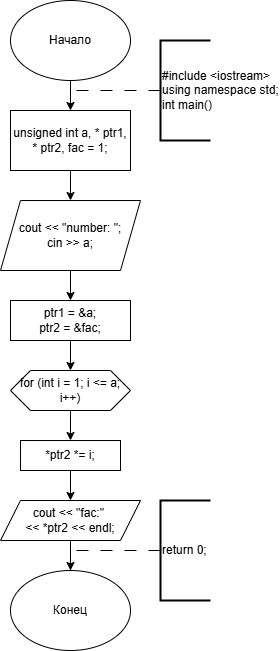 Начало
#include <iostream>
using namespace std;
int main()
unsigned int a, * ptr1,
* ptr2, fac = 1;
cout << "number: ";
cin >> a;
ptr1 = &a;
ptr2 = &fac;
for (int i = 1; i <= a;
i++)
*ptr2 *= i;
cout << "fac:"
<< *ptr2 << endl;
return 0;
Конец